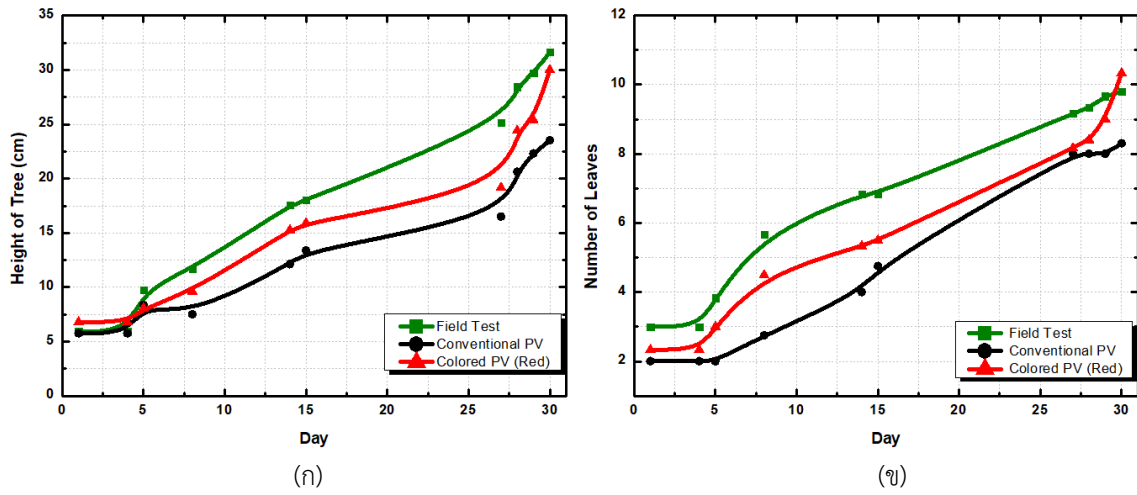 35
30
25
20
15
10
5
0
Height of Tree (cm)
0 5 10 15 20 25 30
Day
Field Test
Conventional PV
Colored PV (Red)
(ก)
12
10
8
6
4
2
Number of Leaves
0 5 10 15 20 25 30
Day
Field Test
Conventional PV
Colored PV (Red)
(ข)